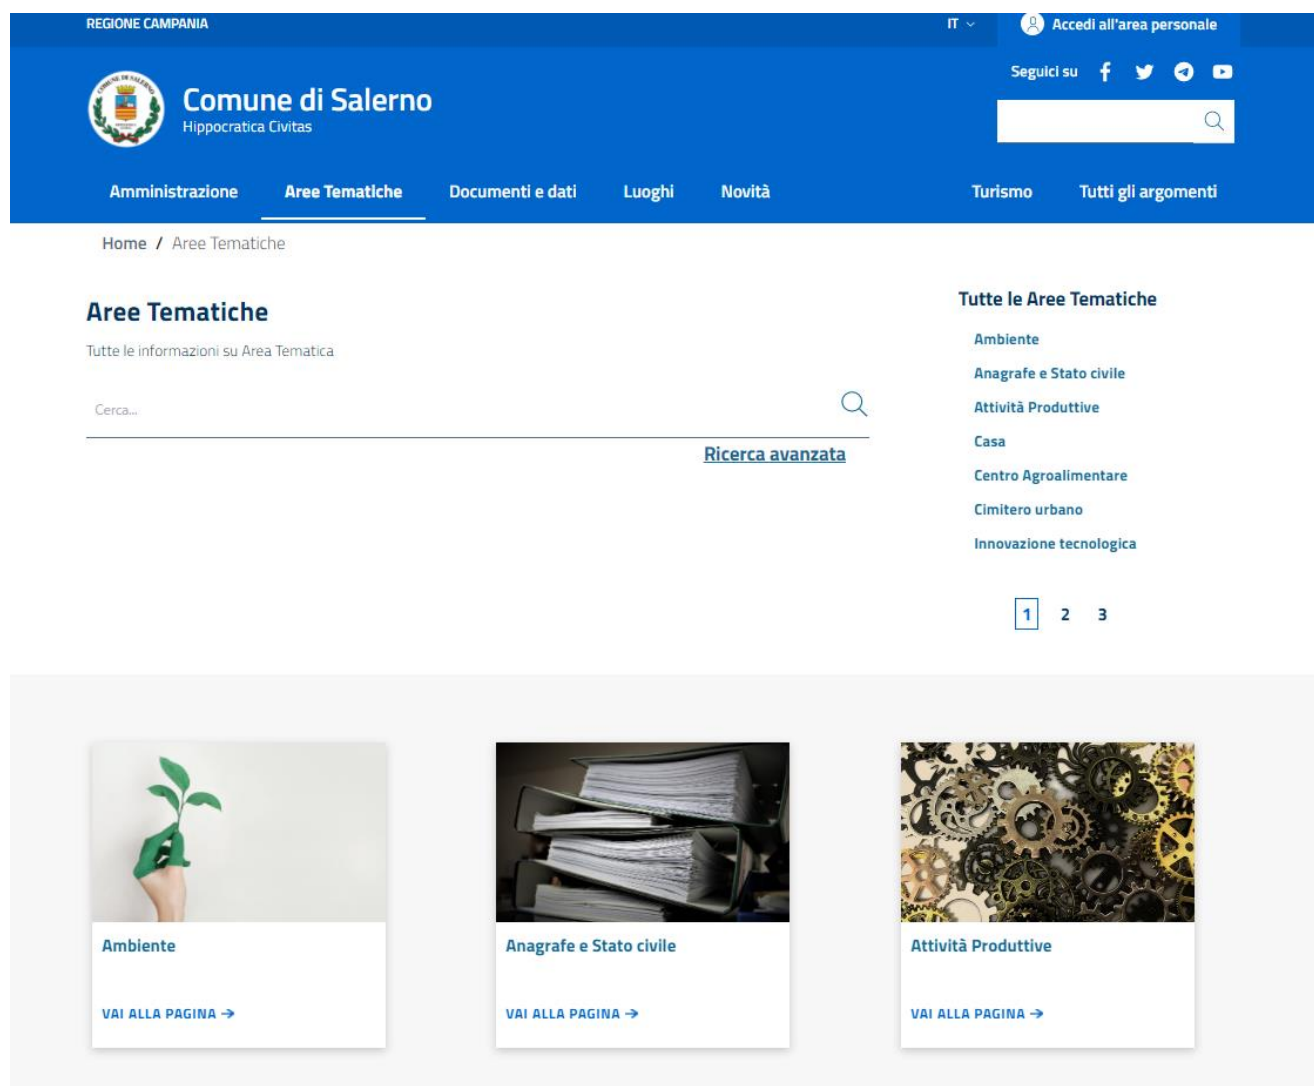 REGIONE CAMPANIA
IT
Accedi all'area personale
Seguici su
Comune di Salerno
Hippocratica Civitas
Amministrazione
Aree Tematiche
Documenti e dati
Luoghi
Novità
Turismo
Tutti gli argomenti
Home / Aree Tematiche
Aree Tematiche
Tutte le informazioni su Area Tematica
Cerca...
Ricerca avanzata
Tutte le Aree Tematiche
Ambiente
Anagrafe e Stato civile
Attività Produttive
Casa
Centro Agroalimentare
Cimitero urbano
Innovazione tecnologica
1 2 3
Ambiente
VAI ALLA PAGINA →
Anagrafe e Stato civile
VAI ALLA PAGINA →
Attività Produttive
VAI ALLA PAGINA →